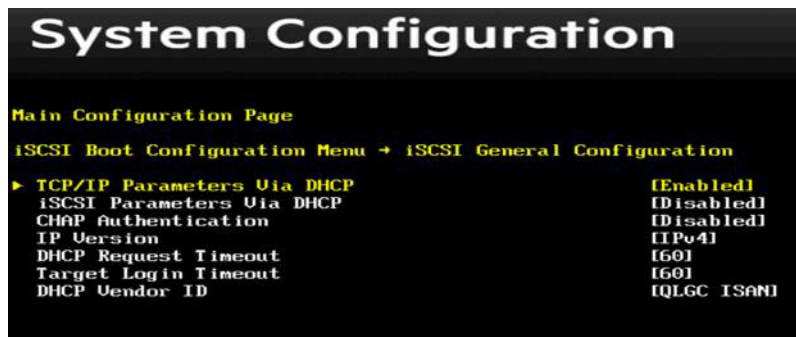 System Configuration
Main Configuration Page
iSCSI Boot Configuration Menu → iSCSI General Configuration
► TCP/IP Parameters Via DHCP [Enabled]
iSCSI Parameters Via DHCP [Disabled]
CHAP Authentication [Disabled]
IP Version [IPv4]
DHCP Request Timeout [60]
Target Login Timeout [60]
DHCP Vendor ID [QLGC ISAN]